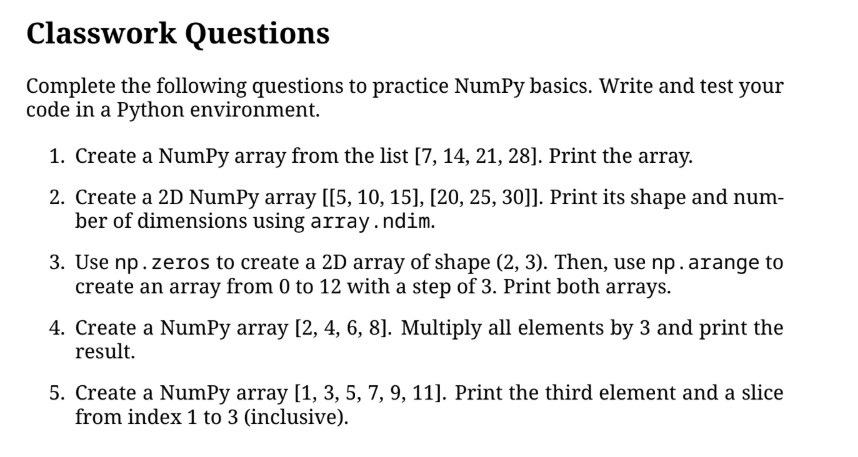 Classwork Questions
Complete the following questions to practice NumPy basics. Write and test your
code in a Python environment.
1. Create a NumPy array from the list [7, 14, 21, 28]. Print the array.
2. Create a 2D NumPy array [[5, 10, 15], [20, 25, 30]]. Print its shape and num-
ber of dimensions using array.ndim.
3. Use np.zeros to create a 2D array of shape (2, 3). Then, use np.arange to
create an array from 0 to 12 with a step of 3. Print both arrays.
4. Create a NumPy array [2, 4, 6, 8]. Multiply all elements by 3 and print the
result.
5. Create a NumPy array [1, 3, 5, 7, 9, 11]. Print the third element and a slice
from index 1 to 3 (inclusive).